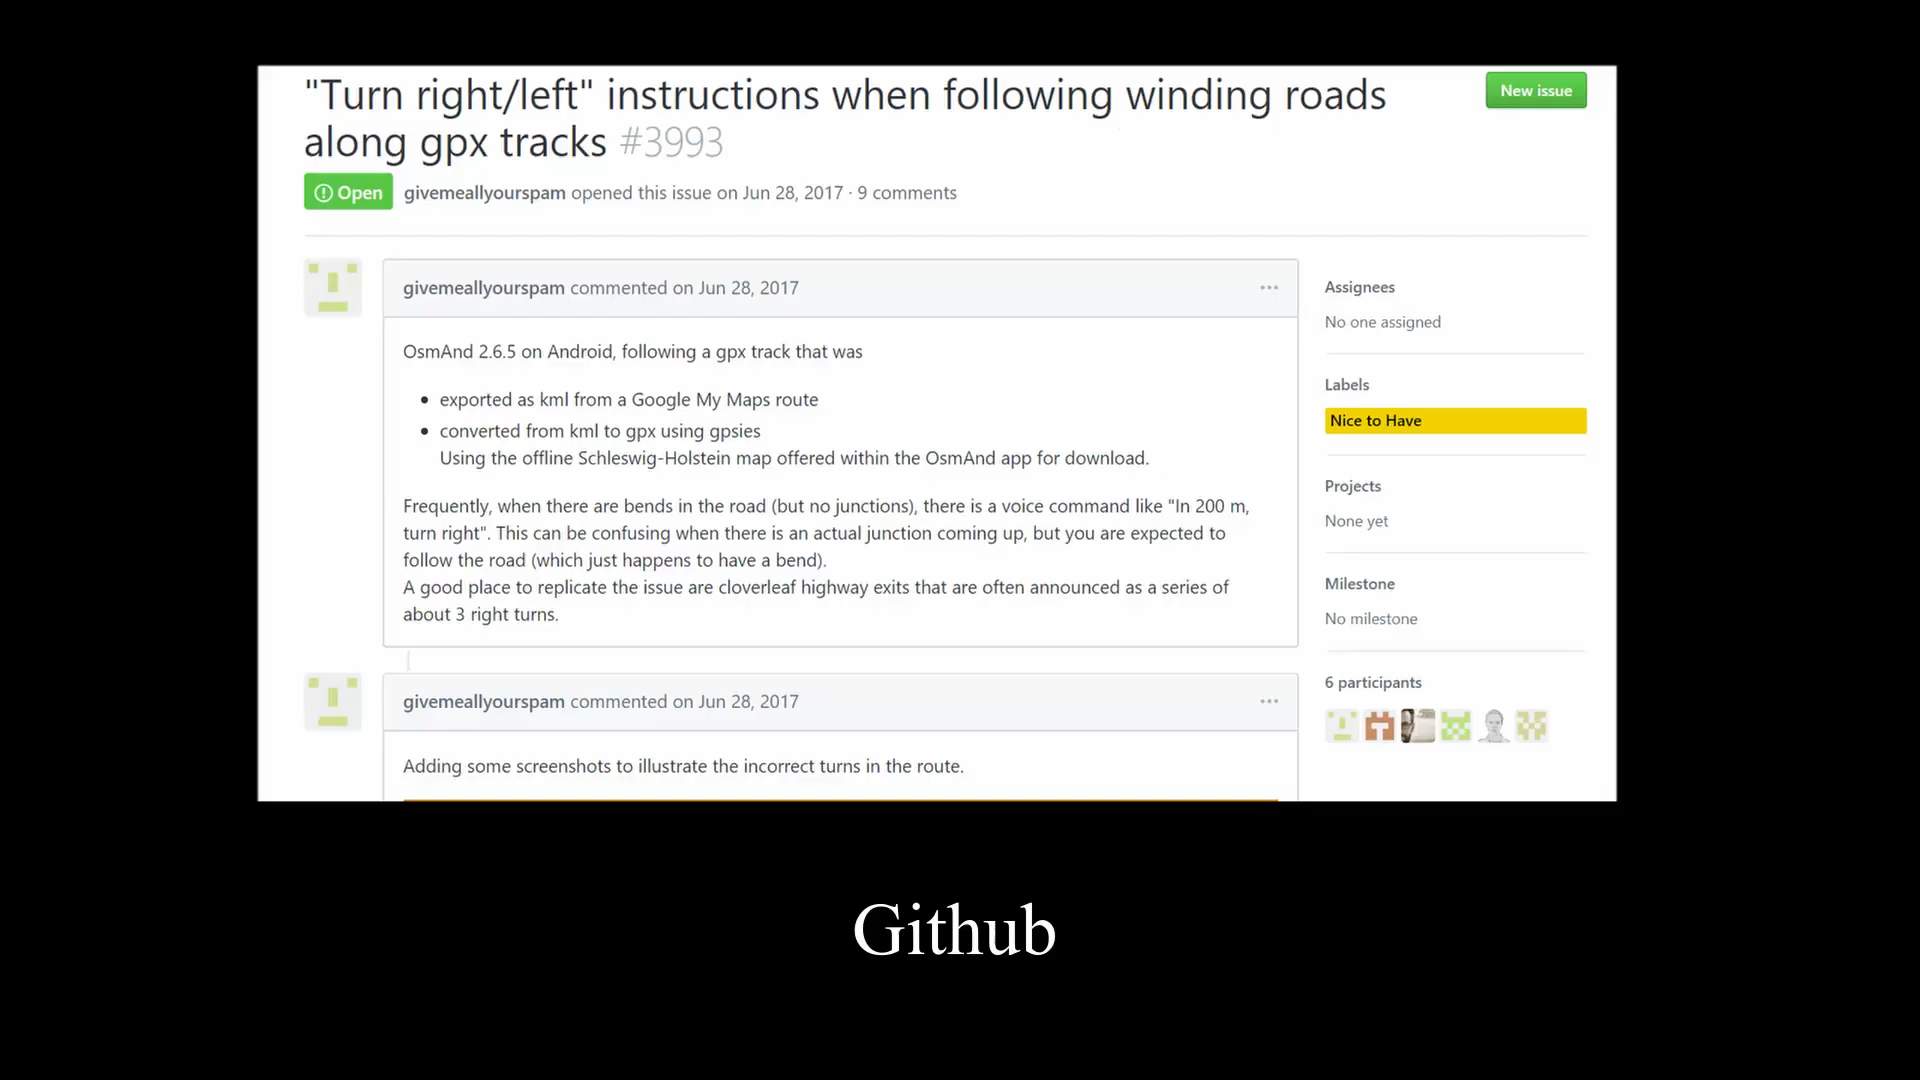 "Turn right/left" instructions when following winding roads
along gpx tracks #3993
New issue
Open
givemeallyourspam opened this issue on Jun 28, 2017 · 9 comments
givemeallyourspam commented on Jun 28, 2017
OsmAnd 2.6.5 on Android, following a gpx track that was
• exported as kml from a Google My Maps route
• converted from kml to gpx using gpsies
Using the offline Schleswig-Holstein map offered within the OsmAnd app for download.
Frequently, when there are bends in the road (but no junctions), there is a voice command like "In 200 m,
turn right". This can be confusing when there is an actual junction coming up, but you are expected to
follow the road (which just happens to have a bend).
A good place to replicate the issue are cloverleaf highway exits that are often announced as a series of
about 3 right turns.
givemeallyourspam commented on Jun 28, 2017
Adding some screenshots to illustrate the incorrect turns in the route.
Assignees
No one assigned
Labels
Nice to Have
Projects
None yet
Milestone
No milestone
6 participants
Github